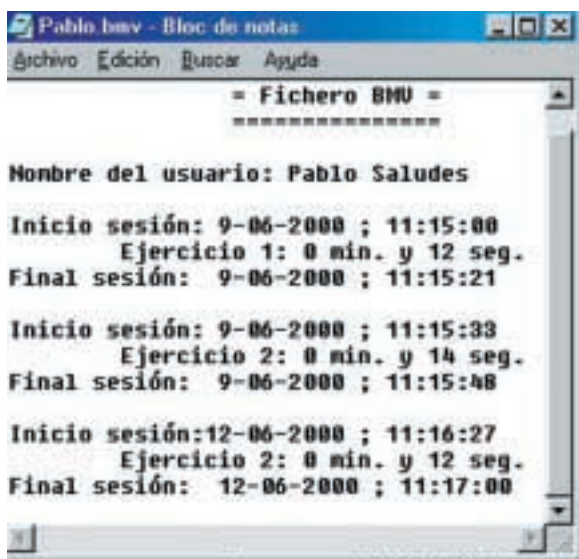 Pablo.bmv - Bloc de notas
Archivo Edición Buscar Ayuda
= Fichero BMV =
===============
Nombre del usuario: Pablo Saludes
Inicio sesión: 9-06-2000 ; 11:15:00
Ejercicio 1: 0 min. y 12 seg.
Final sesión: 9-06-2000 ; 11:15:21
Inicio sesión: 9-06-2000 ; 11:15:33
Ejercicio 2: 0 min. y 14 seg.
Final sesión: 9-06-2000 ; 11:15:48
Inicio sesión:12-06-2000 ; 11:16:27
Ejercicio 2: 0 min. y 12 seg.
Final sesión: 12-06-2000 ; 11:17:00